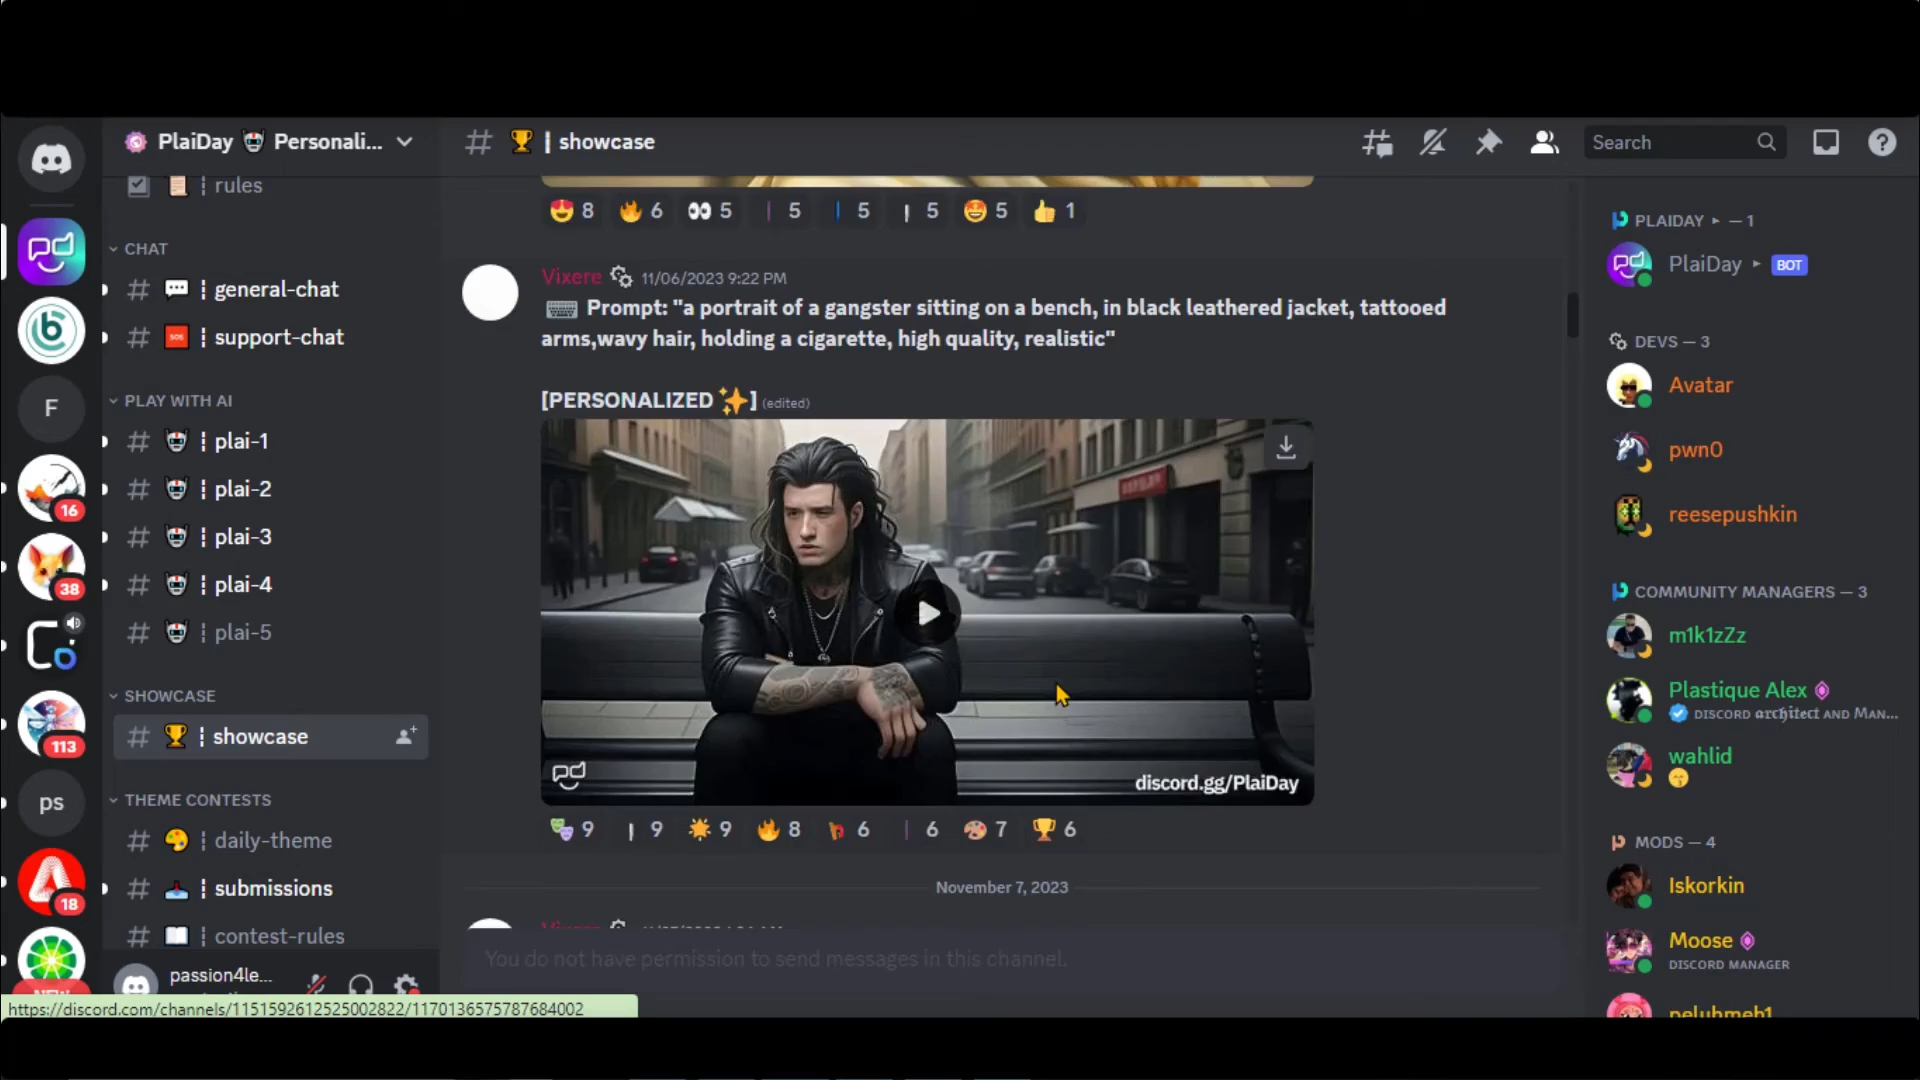 PlaiDay 🤖 Personali...
┆ rules
CHAT
┆ general-chat
SOS ┆ support-chat
PLAY WITH AI
┆ plai-1
┆ plai-2
┆ plai-3
┆ plai-4
┆ plai-5
SHOWCASE
┆ showcase
THEME CONTESTS
┆ daily-theme
┆ submissions
┆ contest-rules
passion4le...
F
16
38
113
ps
18
https://discord.com/channels/1151592612525002822/1170136575787684002
# 🏆 ┆ showcase
Search
8 6 5 5 5 5 5 1
Vixere 11/06/2023 9:22 PM
Prompt: "a portrait of a gangster sitting on a bench, in black leathered jacket, tattooed
arms,wavy hair, holding a cigarette, high quality, realistic"
[PERSONALIZED ✨] (edited)
discord.gg/PlaiDay
9 9 9 8 6 6 7 6
November 7, 2023
You do not have permission to send messages in this channel.
PLAIDAY ▸ — 1
PlaiDay ▸ BOT
DEVS — 3
Avatar
pwn0
reesepushkin
COMMUNITY MANAGERS — 3
m1k1zZz
Plastique Alex
DISCORD architect AND MAN...
wahlid
MODS — 4
Iskorkin
Moose
DISCORD MANAGER